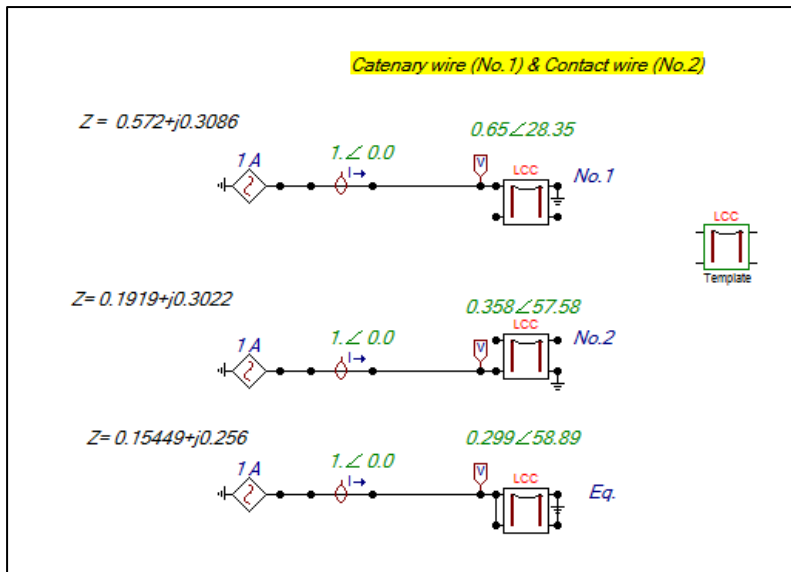 Catenary wire (No.1) & Contact wire (No.2)
Z = 0.572+j0.3086
0.65∠28.35
1 A
1.∠ 0.0
I
V
LCC
No.1
LCC
Template
Z= 0.1919+j0.3022
0.358∠57.58
1 A
1.∠ 0.0
I
V
LCC
No.2
Z= 0.15449+j0.256
0.299∠58.89
1 A
1.∠ 0.0
I
V
LCC
Eq.